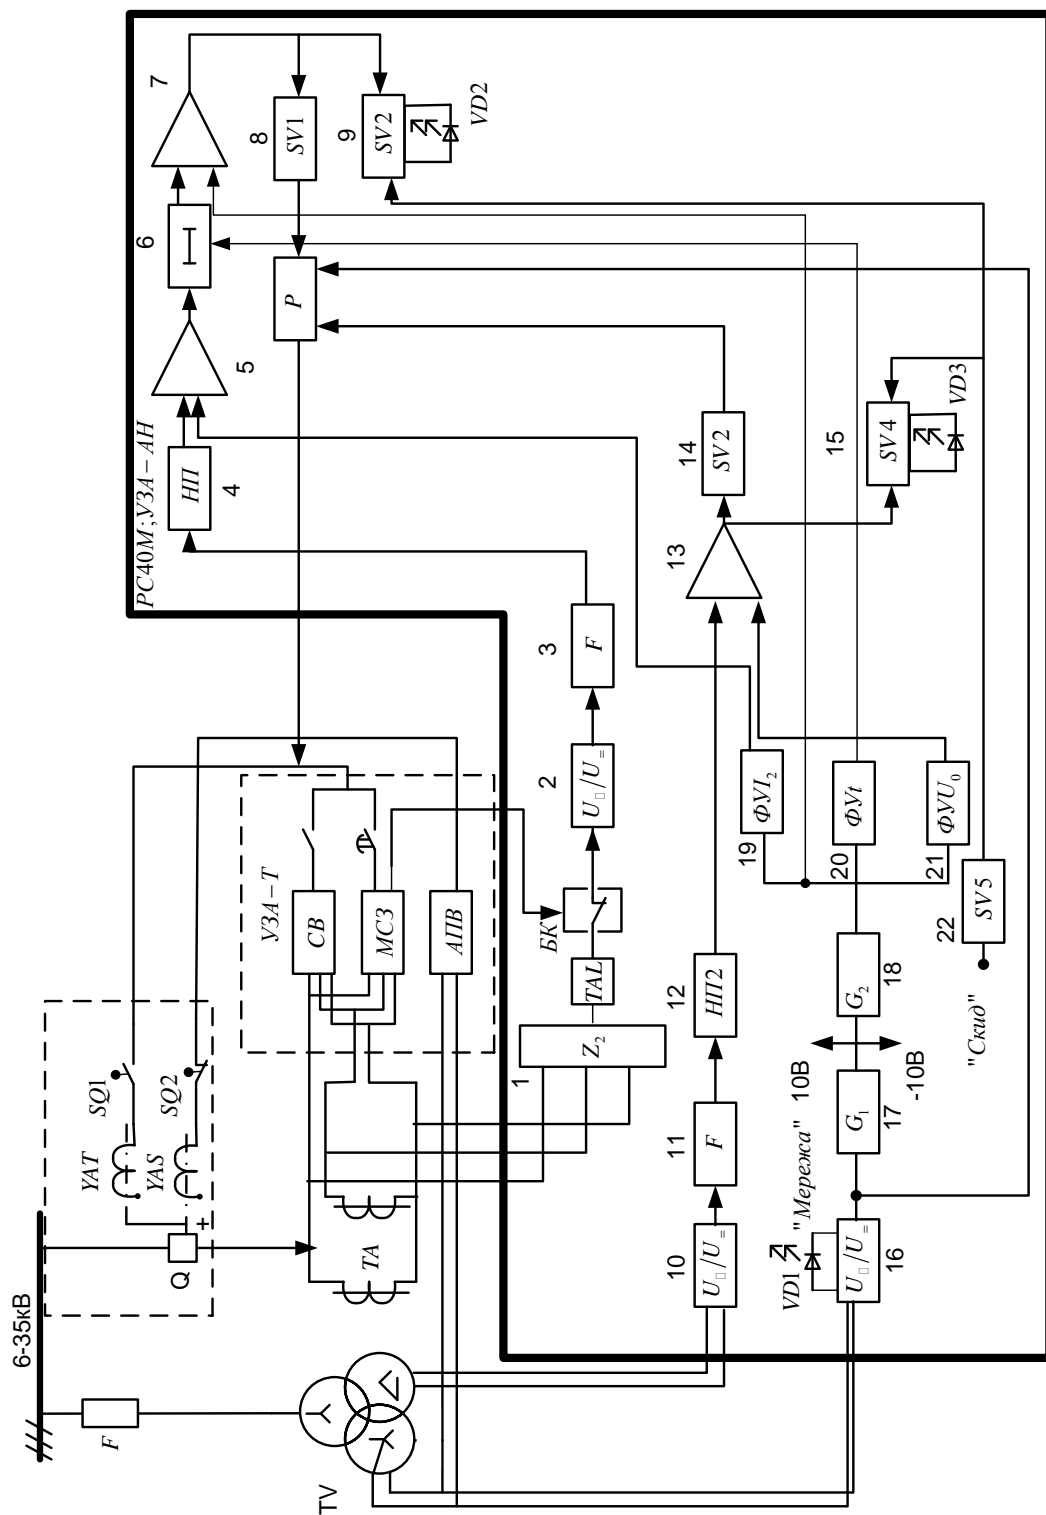 6-35кВ
F
TV
Q
+
YAT
YAS
SQ1
SQ2
TA
УЗА−Т
СВ
МСЗ
АПВ
БК
РС40М;УЗА−АН
1
Z₂
TAL
2
U□/U=
3
F
4
НП
5
6
7
8
SV1
9
SV2
VD2
P
10
U□/U=
11
F
12
НП2
13
14
SV2
15
SV4
VD3
16
U□/U=
VD1
"Мережа"
10В
-10В
17
G₁
18
G₂
19
ФУI₂
20
ФУt
21
ФУU₀
22
SV5
"Скид"